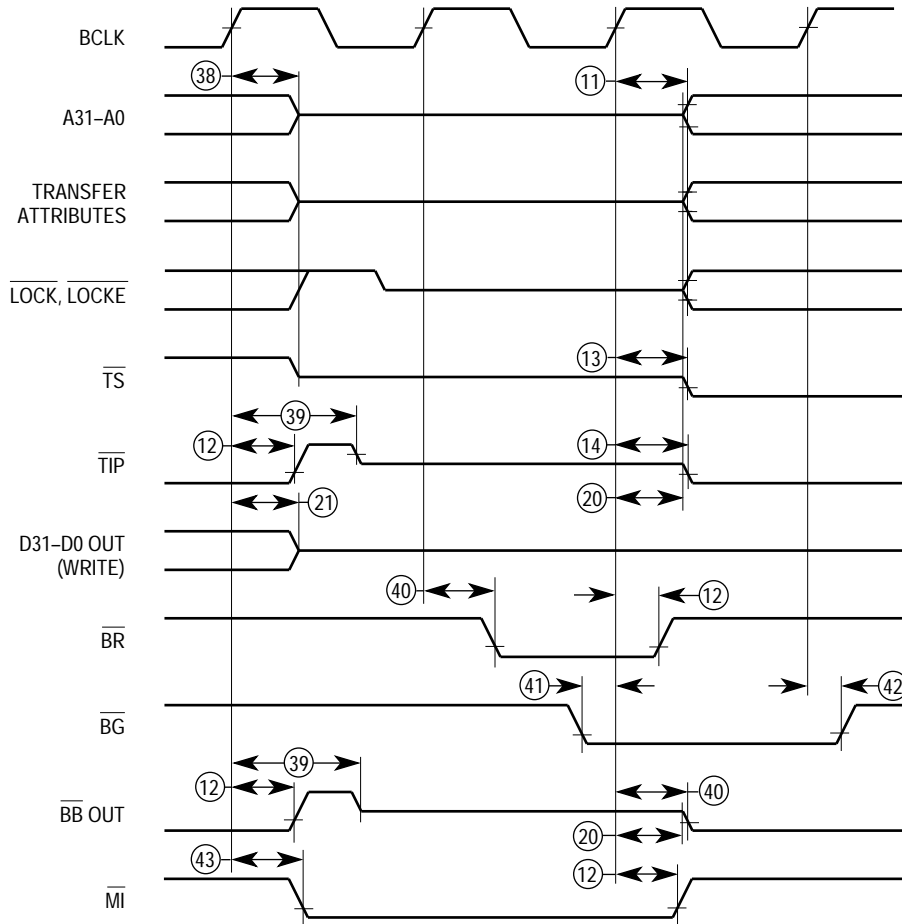 BCLK
38
11
A31–A0
TRANSFER
ATTRIBUTES
LOCK, LOCKE
13
TS
39
12
14
TIP
21
20
D31–D0 OUT
(WRITE)
40
12
BR
41
42
BG
39
12
40
BB OUT
20
43
12
MI